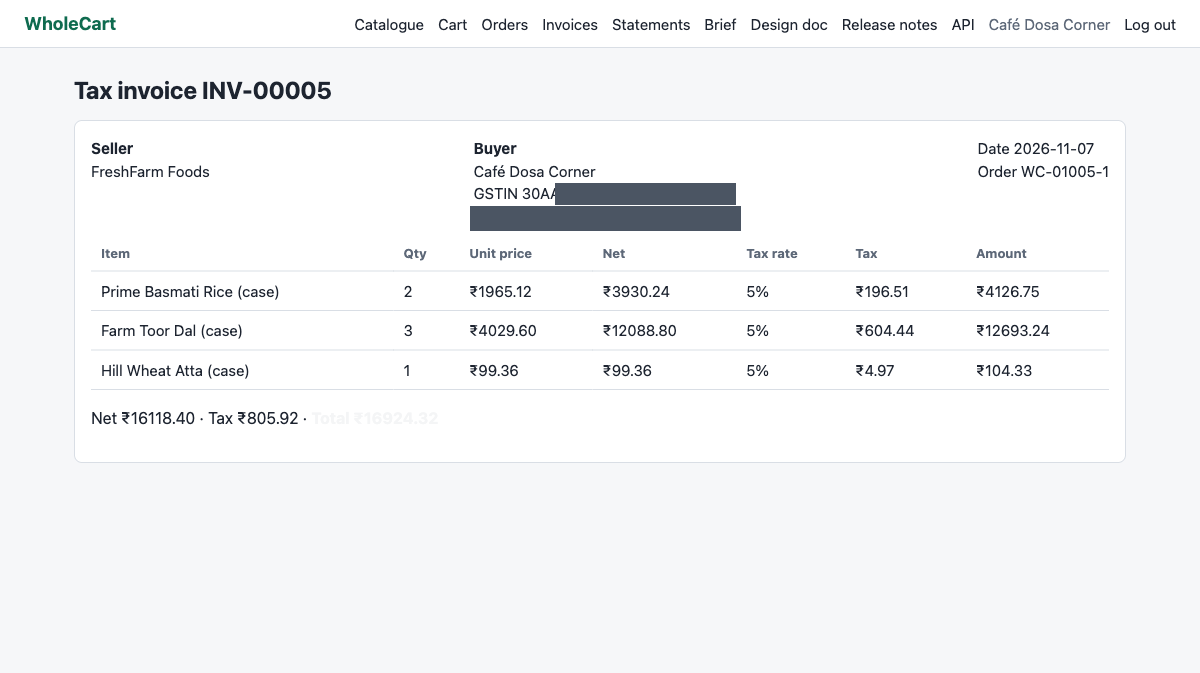 WholeCart
Catalogue Cart Orders Invoices Statements Brief Design doc Release notes API Café Dosa Corner Log out
Tax invoice INV-00005
Seller
FreshFarm Foods
Buyer
Café Dosa Corner
GSTIN
Date 2026-11-07
Order WC-01005-1
Item Qty Unit price Net Tax rate Tax Amount
Prime Basmati Rice (case) 2 ₹1965.12 ₹3930.24 5% ₹196.51 ₹4126.75
Farm Toor Dal (case) 3 ₹4029.60 ₹12088.80 5% ₹604.44 ₹12693.24
Hill Wheat Atta (case) 1 ₹99.36 ₹99.36 5% ₹4.97 ₹104.33
Net ₹16118.40 · Tax ₹805.92 · Total ₹16924.32